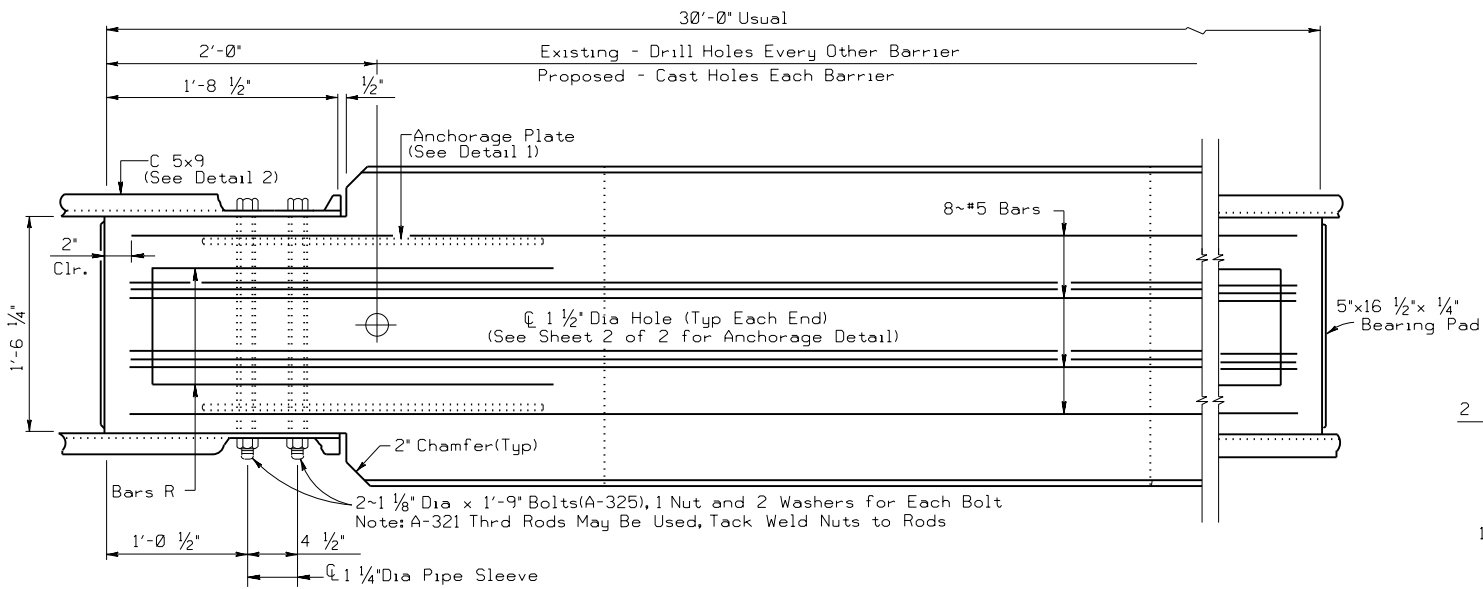 30'-0" Usual
2'-0"
Existing - Drill Holes Every Other Barrier
Proposed - Cast Holes Each Barrier
1'-8 ½"
½"
Anchorage Plate
(See Detail 1)
C 5x9
(See Detail 2)
8~#5 Bars
2"
Clr.
1'-6 ¼"
℄ 1 ½" Dia Hole (Typ Each End)
(See Sheet 2 of 2 for Anchorage Detail)
5"x16 ½"x ¼"
Bearing Pad
2
2" Chamfer(Typ)
Bars R
2~1 ⅛" Dia x 1'-9" Bolts(A-325), 1 Nut and 2 Washers for Each Bolt
Note: A-321 Thrd Rods May Be Used, Tack Weld Nuts to Rods
1'-0 ½"
4 ½"
1
℄ 1 ¼"Dia Pipe Sleeve